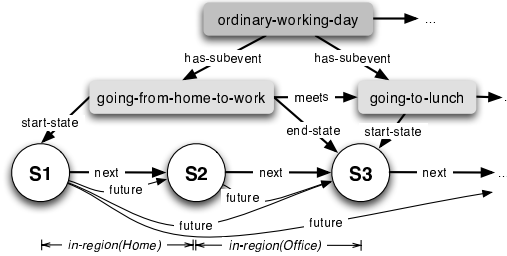 ordinary-working-day
...
has-subevent
has-subevent
going-from-home-to-work
meets
going-to-lunch
...
start-state
end-state
start-state
S1
next
S2
next
S3
next
...
future
future
future
future
in-region(Home)
in-region(Office)